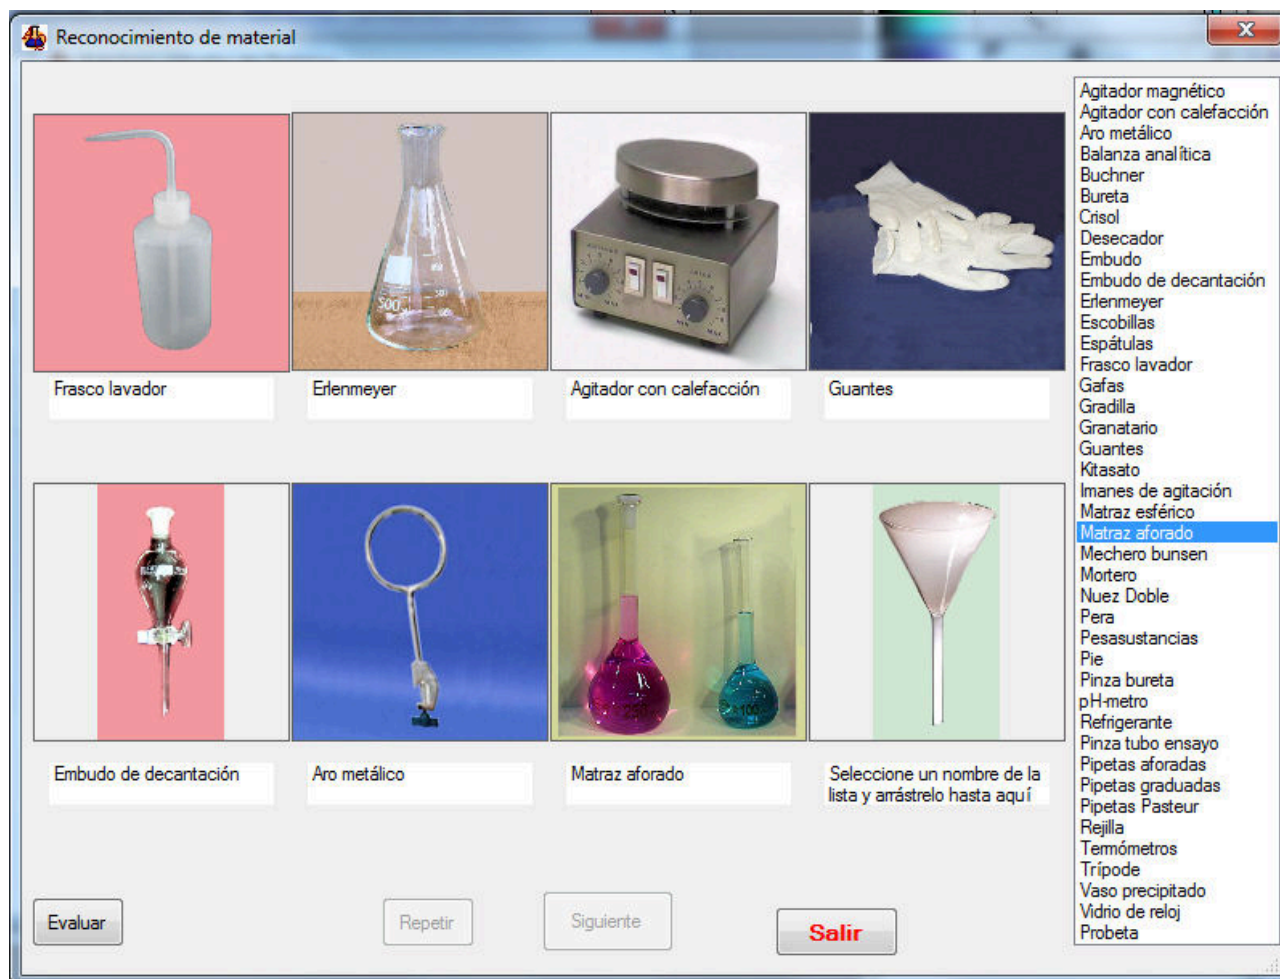 Reconocimiento de material
Frasco lavador
Erlenmeyer
Agitador con calefacción
Guantes
Embudo de decantación
Aro metálico
Matraz aforado
Seleccione un nombre de la
lista y arrástrelo hasta aquí
Evaluar
Repetir
Siguiente
Salir
Agitador magnético
Agitador con calefacción
Aro metálico
Balanza analítica
Buchner
Bureta
Crisol
Desecador
Embudo
Embudo de decantación
Erlenmeyer
Escobillas
Espátulas
Frasco lavador
Gafas
Gradilla
Granatario
Guantes
Kitasato
Imanes de agitación
Matraz esférico
Matraz aforado
Mechero bunsen
Mortero
Nuez Doble
Pera
Pesasustancias
Pie
Pinza bureta
pH-metro
Refrigerante
Pinza tubo ensayo
Pipetas aforadas
Pipetas graduadas
Pipetas Pasteur
Rejilla
Termómetros
Trípode
Vaso precipitado
Vidrio de reloj
Probeta